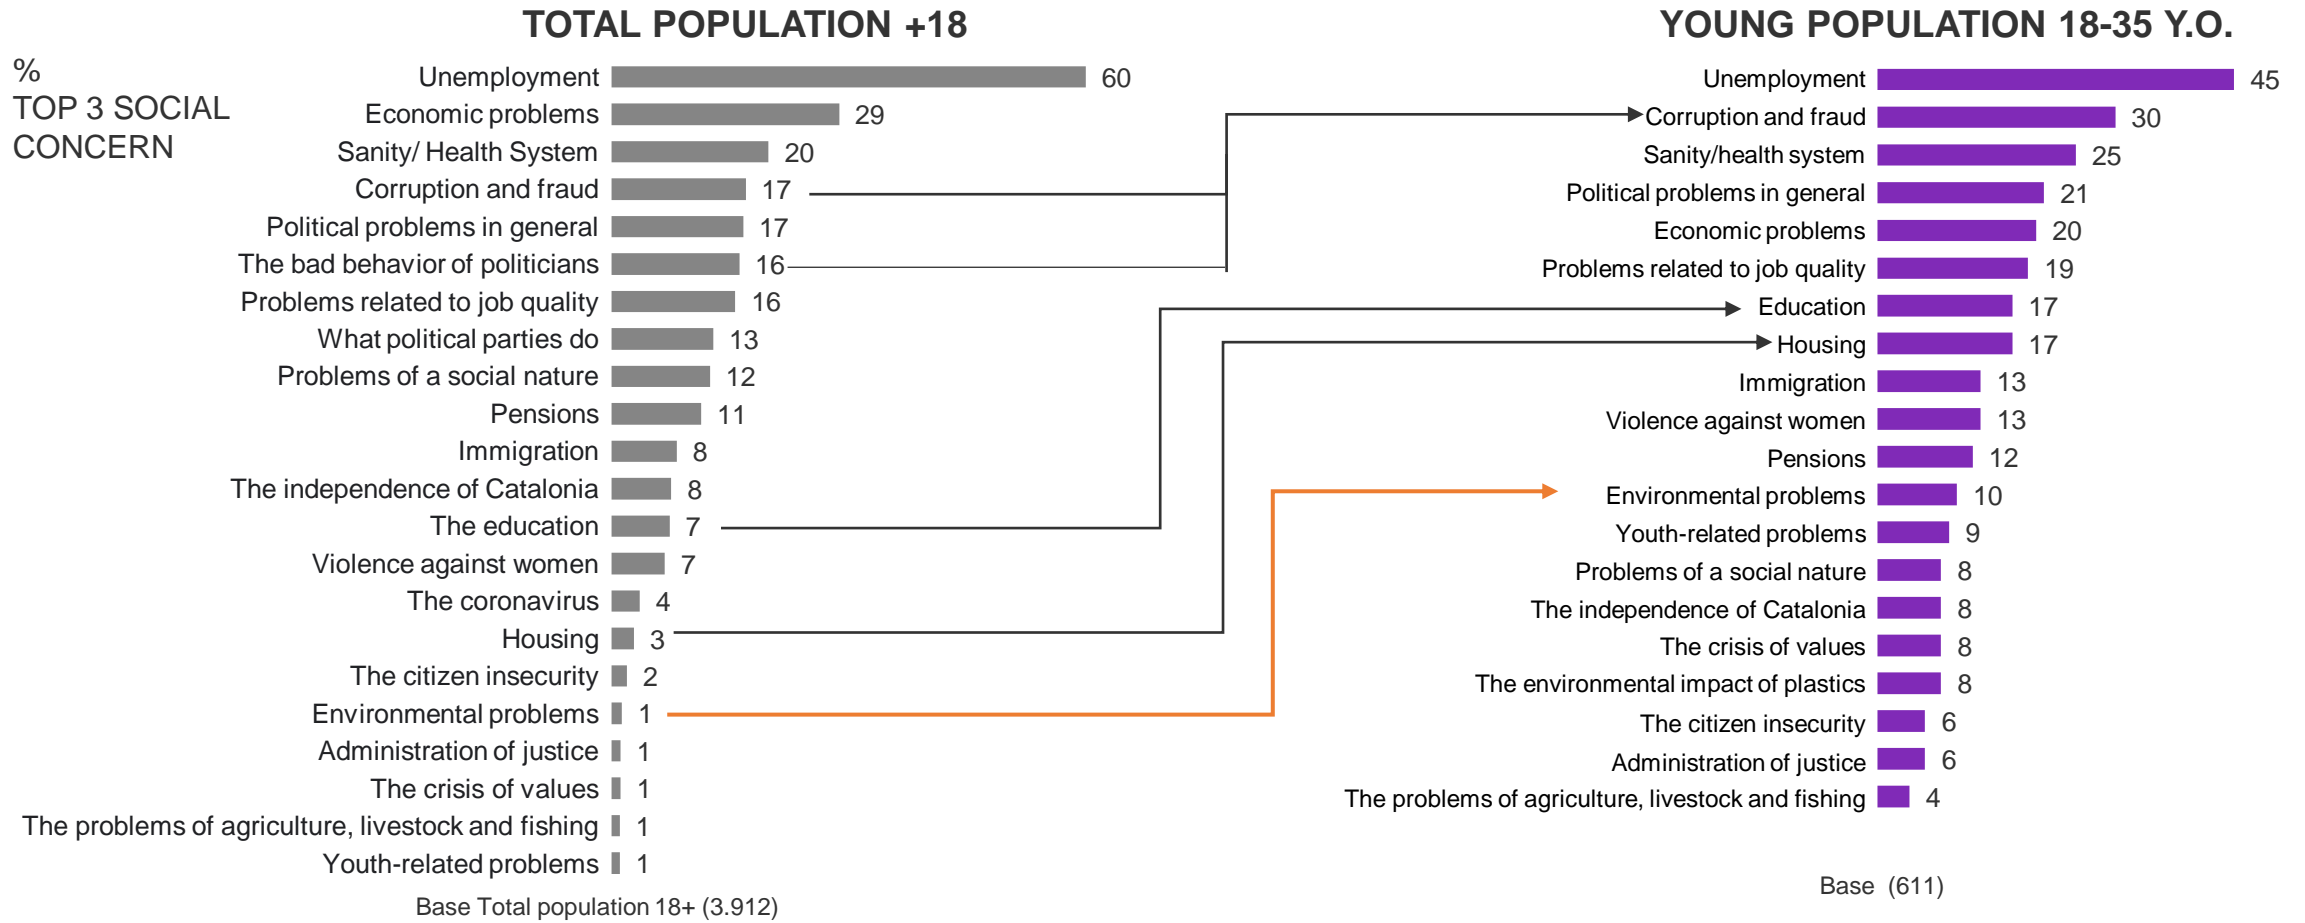 TOTAL POPULATION +18
%
TOP 3 SOCIAL
CONCERN
Unemployment 60
Economic problems 29
Sanity/ Health System 20
Corruption and fraud 17
Political problems in general 17
The bad behavior of politicians 16
Problems related to job quality 16
What political parties do 13
Problems of a social nature 12
Pensions 11
Immigration 8
The independence of Catalonia 8
The education 7
Violence against women 7
The coronavirus 4
Housing 3
The citizen insecurity 2
Environmental problems 1
Administration of justice 1
The crisis of values 1
The problems of agriculture, livestock and fishing 1
Youth-related problems 1
Base Total population 18+ (3.912)
YOUNG POPULATION 18-35 Y.O.
Unemployment 45
Corruption and fraud 30
Sanity/health system 25
Political problems in general 21
Economic problems 20
Problems related to job quality 19
Education 17
Housing 17
Immigration 13
Violence against women 13
Pensions 12
Environmental problems 10
Youth-related problems 9
Problems of a social nature 8
The independence of Catalonia 8
The crisis of values 8
The environmental impact of plastics 8
The citizen insecurity 6
Administration of justice 6
The problems of agriculture, livestock and fishing 4
Base (611)